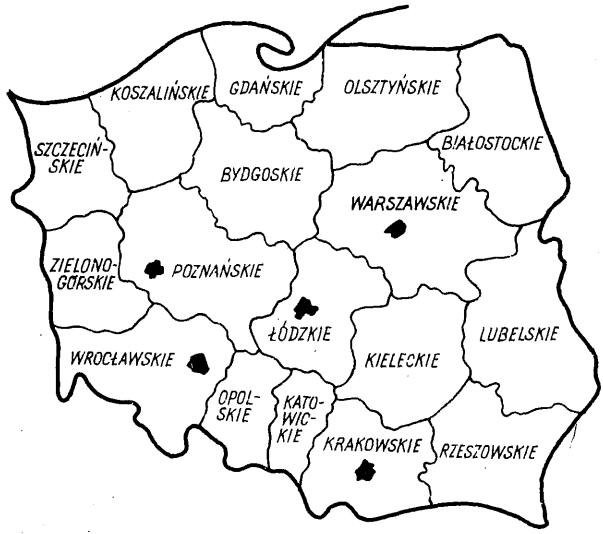 KOSZALIŃSKIE
GDAŃSKIE
OLSZTYŃSKIE
SZCZECIŃ-
SKIE
BYDGOSKIE
BIAŁOSTOCKIE
WARSZAWSKIE
ZIELONO-
GÓRSKIE
POZNAŃSKIE
ŁÓDZKIE
LUBELSKIE
WROCŁAWSKIE
KIELECKIE
OPOL-
SKIE
KATO-
WIC-
KIE
KRAKOWSKIE
RZESZOWSKIE